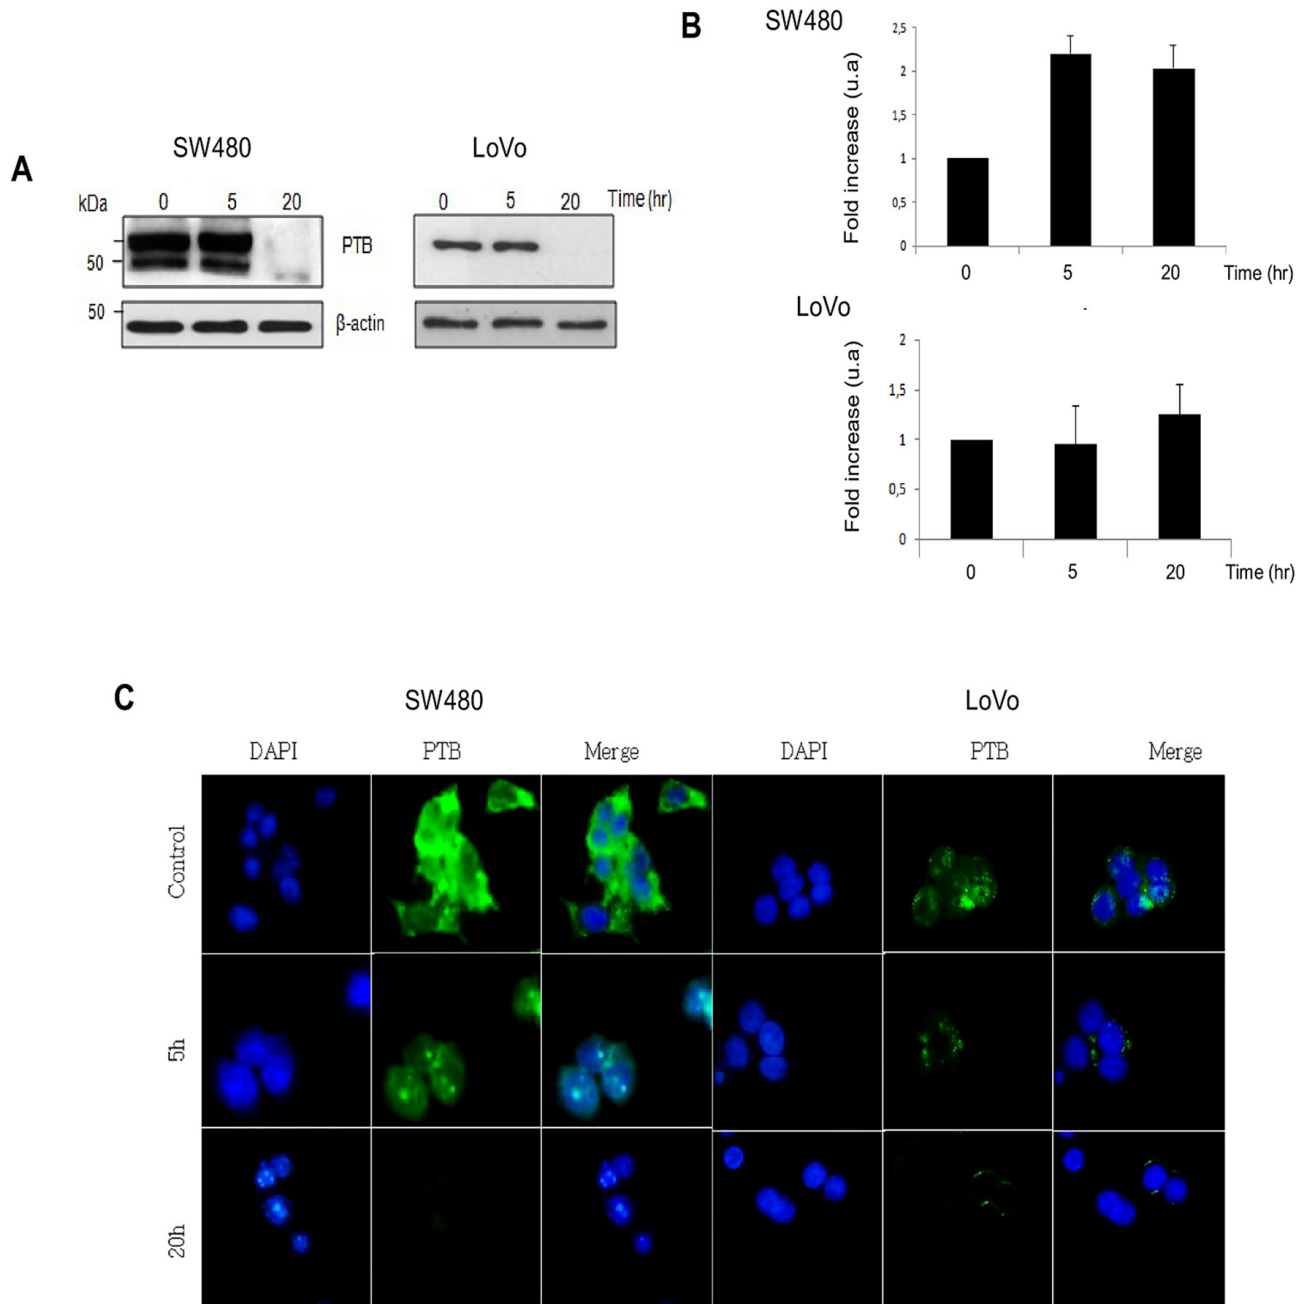 A
SW480
LoVo
kDa
0
5
20
0
5
20
Time (hr)
50
PTB
50
β-actin
B
SW480
Fold increase (u.a)
2,5
2
1,5
1
0,5
0
0
5
20
Time (hr)
LoVo
Fold increase (u.a)
2
1,5
1
0,5
0
0
5
20
Time (hr)
C
SW480
LoVo
DAPI
PTB
Merge
DAPI
PTB
Merge
Control
5h
20h